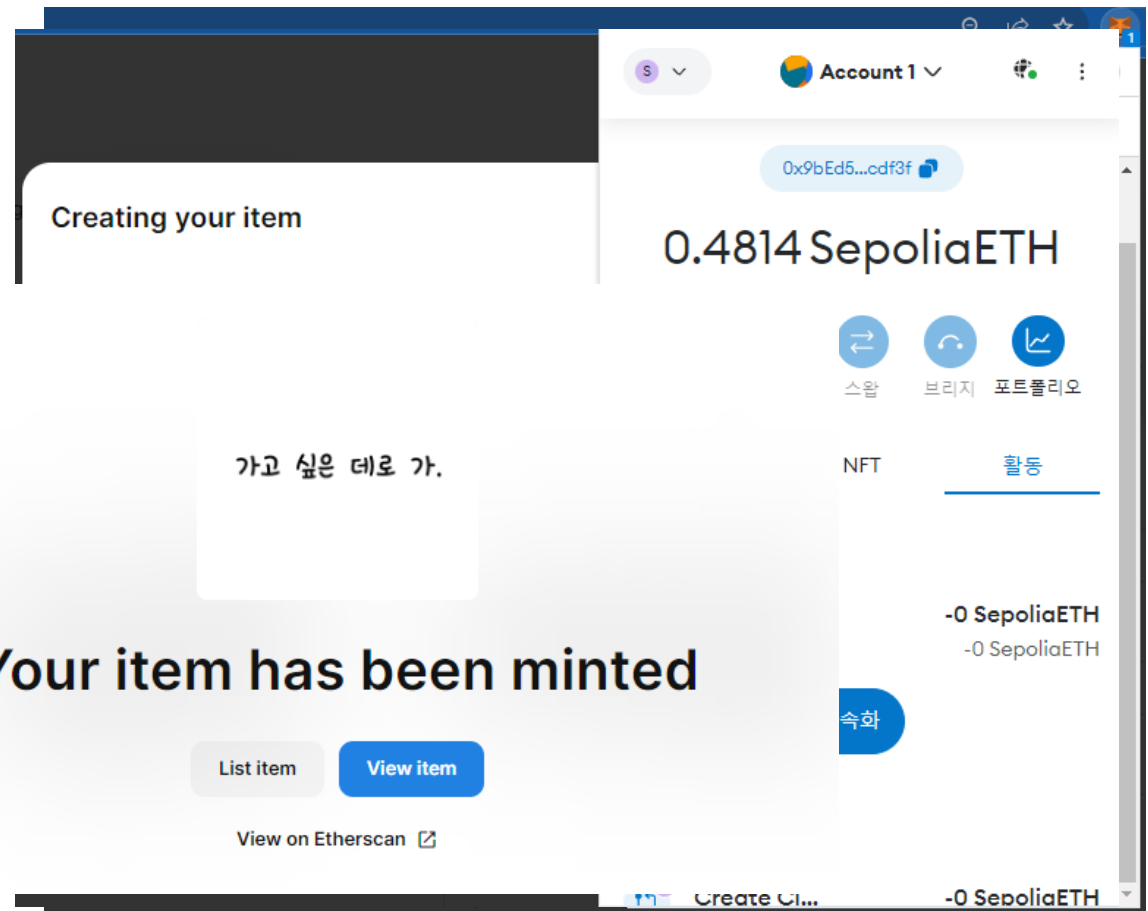 1
S
Account 1
0x9bEd5...cdf3f
Creating your item
0.4814 SepoliaETH
스왑
브리지
포트폴리오
가고 싶은 데로 가.
NFT
활동
-0 SepoliaETH
-0 SepoliaETH
Your item has been minted
속화
List item
View item
View on Etherscan
Create Cl...
-0 SepoliaETH